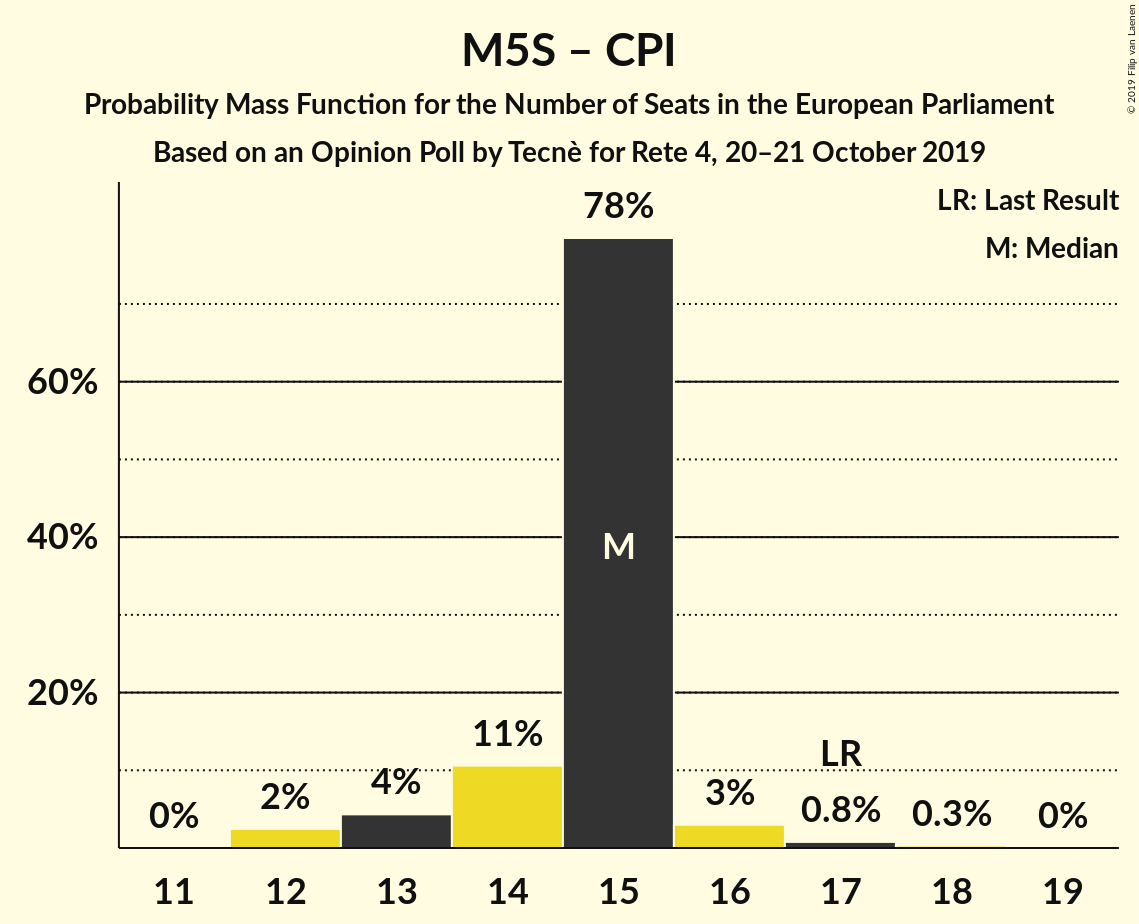 M5S – CPI
Probability Mass Function for the Number of Seats in the European Parliament
Based on an Opinion Poll by Tecnè for Rete 4, 20–21 October 2019
© 2019 Filip van Laenen
LR: Last Result
M: Median
78%
60%
40%
M
20%
11%
LR
0%
2%
4%
3%
0.8%
0.3%
0%
11 12 13 14 15 16 17 18 19